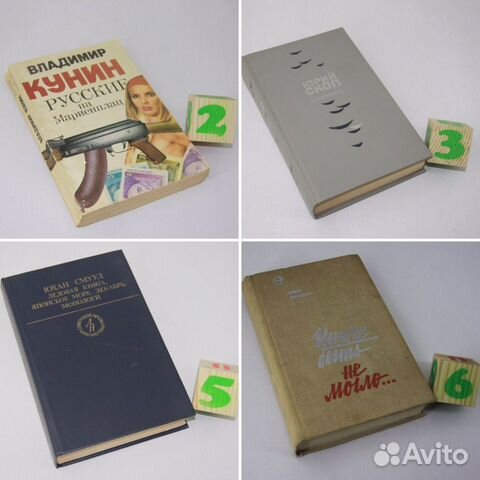 ВЛАДИМИР
КУНИН
РУССКИЕ
на
Мариенплац
2
ЮРИЙ
СКОП
3
ЮХАН СМУУЛ
ЛЕДОВАЯ КНИГА.
ЯПОНСКОЕ МОРЕ, ДЕКАБРЬ.
МОНОЛОГИ
5
Иначе
быть
не
могло...
6
Avito